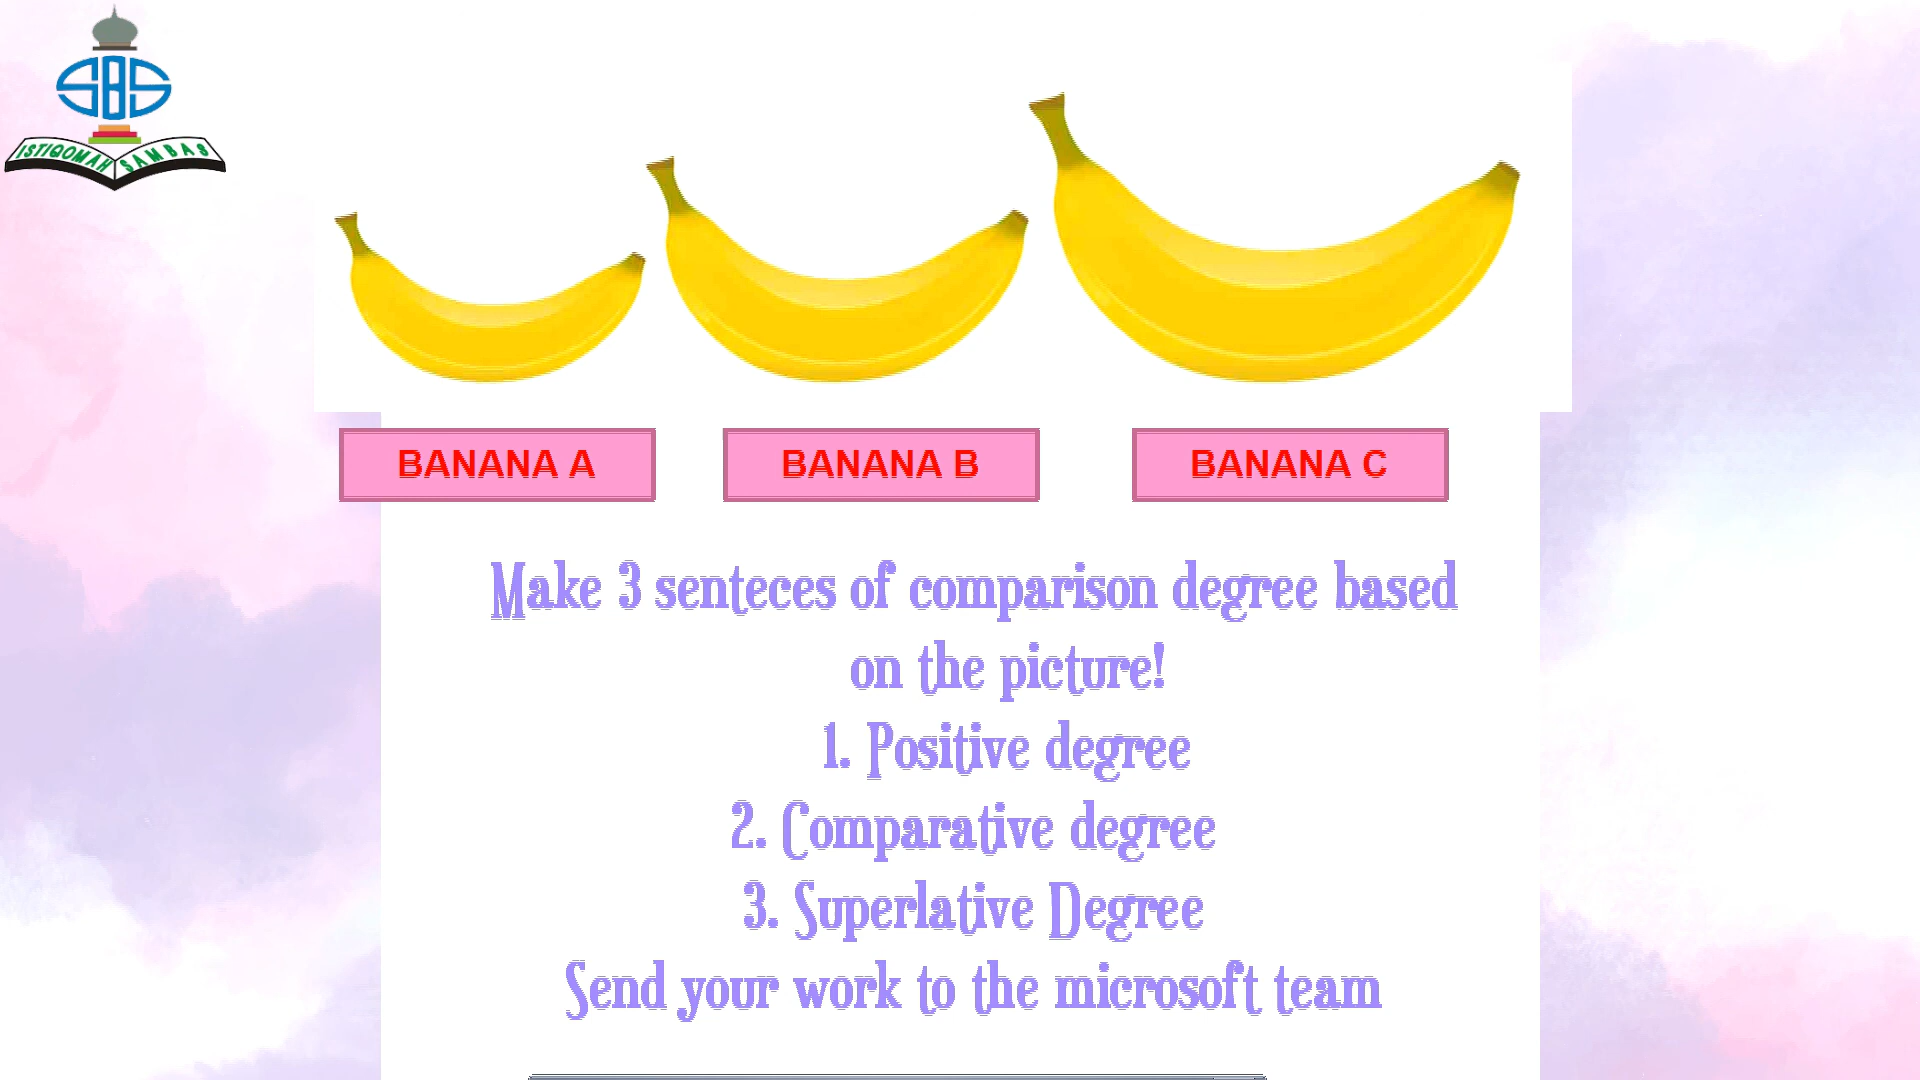 SBS
ISTIQOMAH SAMBAS
BANANA A
BANANA B
BANANA C
Make 3 senteces of comparison degree based
on the picture!
1. Positive degree
2. Comparative degree
3. Superlative Degree
Send your work to the microsoft team